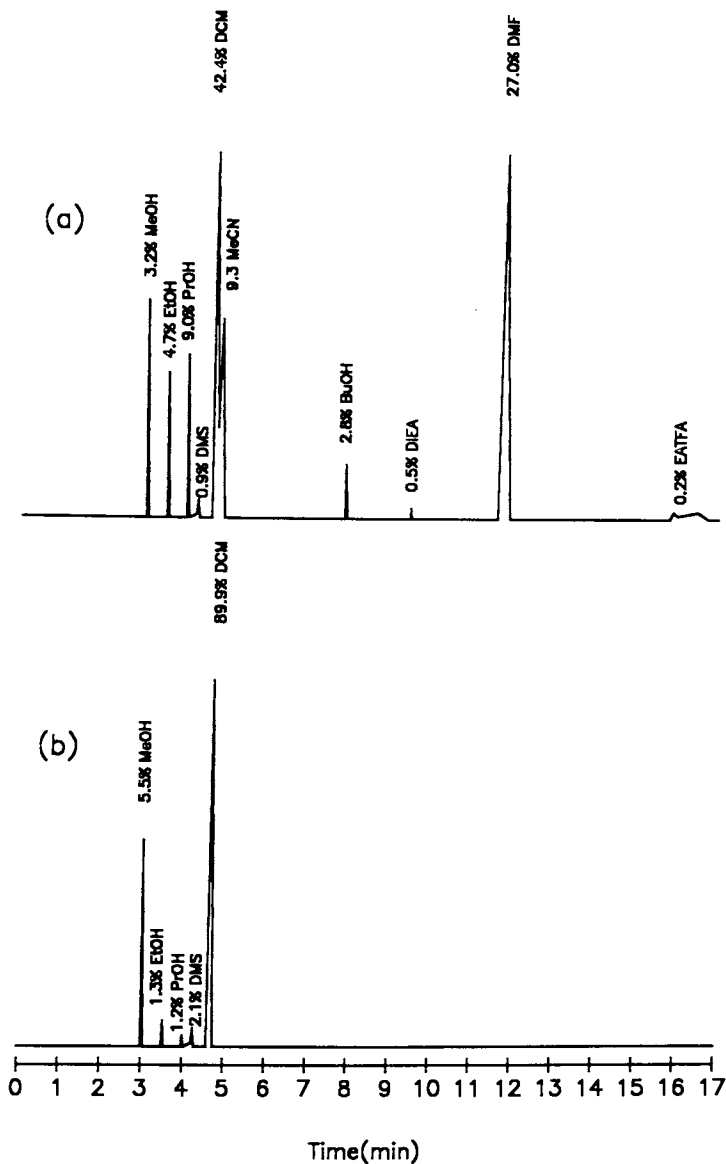 42.4% DCM
27.0% DMF
(a)
3.2% MeOH
4.7% EtOH
9.0% PrOH
0.9% DMS
9.3 MeCN
2.8% BuOH
0.5% DIEA
0.2% EATFA
89.9% DCM
(b)
5.5% MeOH
1.3% EtOH
1.2% PrOH
2.1% DMS
0 1 2 3 4 5 6 7 8 9 10 11 12 13 14 15 16 17
Time(min)